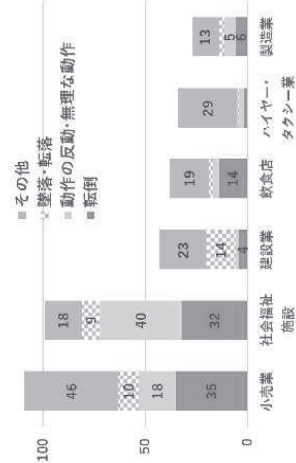 その他
墜落・転落
動作の反動・無理な動作
転倒
100
50
0
46
10
18
35
18
9
40
32
23
14
4
19
14
29
13
5
6
小売業
社会福祉
施設
建設業
飲食店
ハイヤー・
タクシー業
製造業